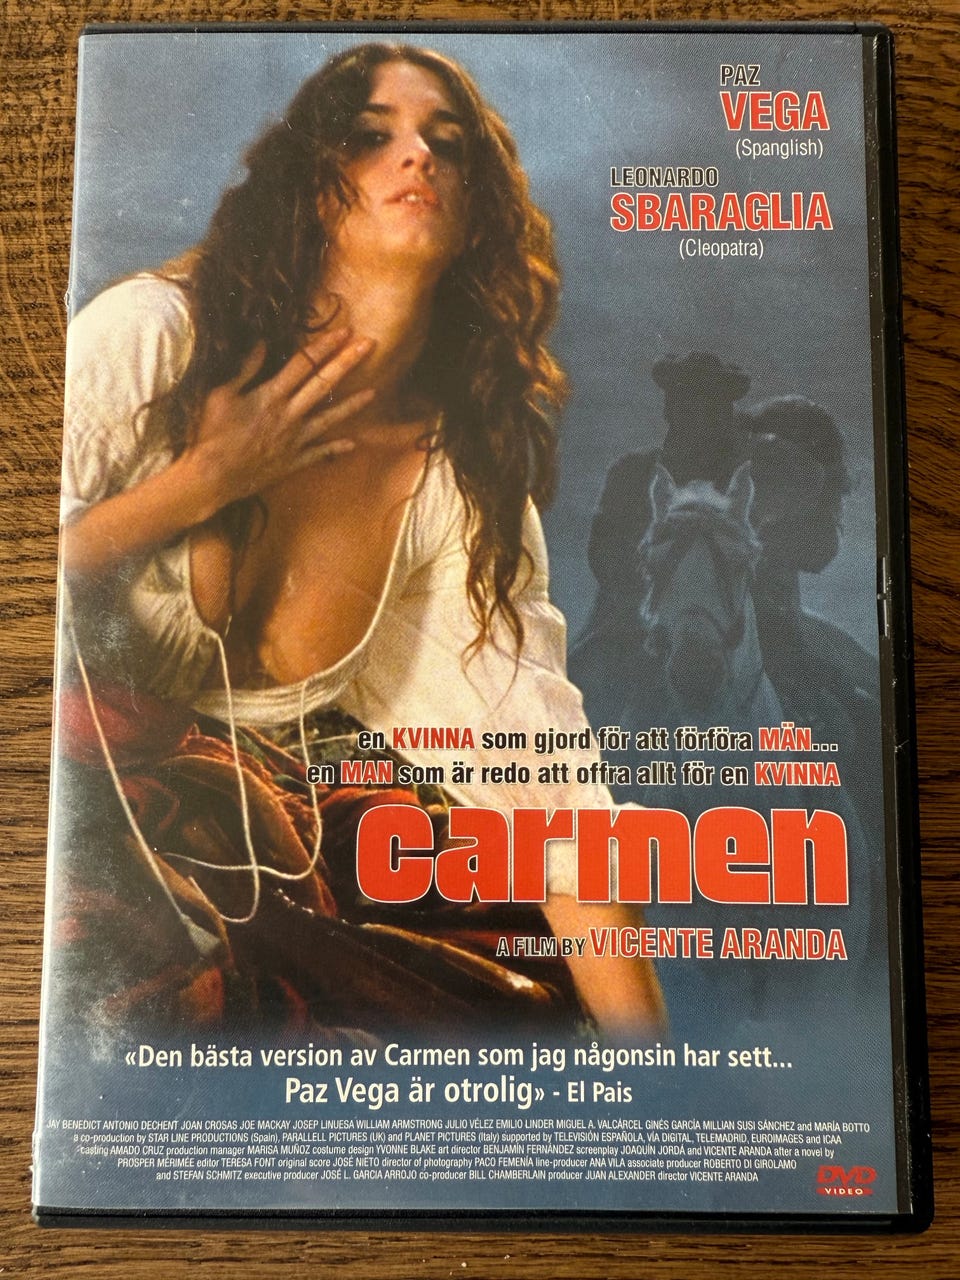 PAZ
VEGA
(Spanglish)
LEONARDO
SBARAGLIA
(Cleopatra)
en KVINNA som gjord för att förföra MÄN...
en MAN som är redo att offra allt för en KVINNA
carmen
A FILM BY VICENTE ARANDA
«Den bästa version av Carmen som jag någonsin har sett...
Paz Vega är otrolig» - El Pais
JAY BENEDICT ANTONIO DECHENT JOAN CROSAS JOE MACKAY JOSEP LINUESA WILLIAM ARMSTRONG JULIO VÉLEZ EMILIO LINDER MIGUEL A. VALCÁRCEL GINÉS GARCÍA MILLIAN SUSI SÁNCHEZ and MARÍA BOTTO
a co-production by STAR LINE PRODUCTIONS (Spain), PARALLELL PICTURES (UK) and PLANET PICTURES (Italy) supported by TELEVISIÓN ESPAÑOLA, VÍA DIGITAL, TELEMADRID, EUROIMAGES and ICAA
casting AMADO CRUZ production manager MARISA MUÑOZ costume design YVONNE BLAKE art director BENJAMÍN FERNÁNDEZ screenplay JOAQUÍN JORDÁ and VICENTE ARANDA after a novel by
PROSPER MÉRIMÉE editor TERESA FONT original score JOSÉ NIETO director of photography PACO FEMENÍA line-producer ANA VILA associate producer ROBERTO DI GIROLAMO
and STEFAN SCHMITZ executive producer JOSÉ L. GARCIA ARROJO co-producer BILL CHAMBERLAIN producer JUAN ALEXANDER director VICENTE ARANDA
DVD
VIDEO